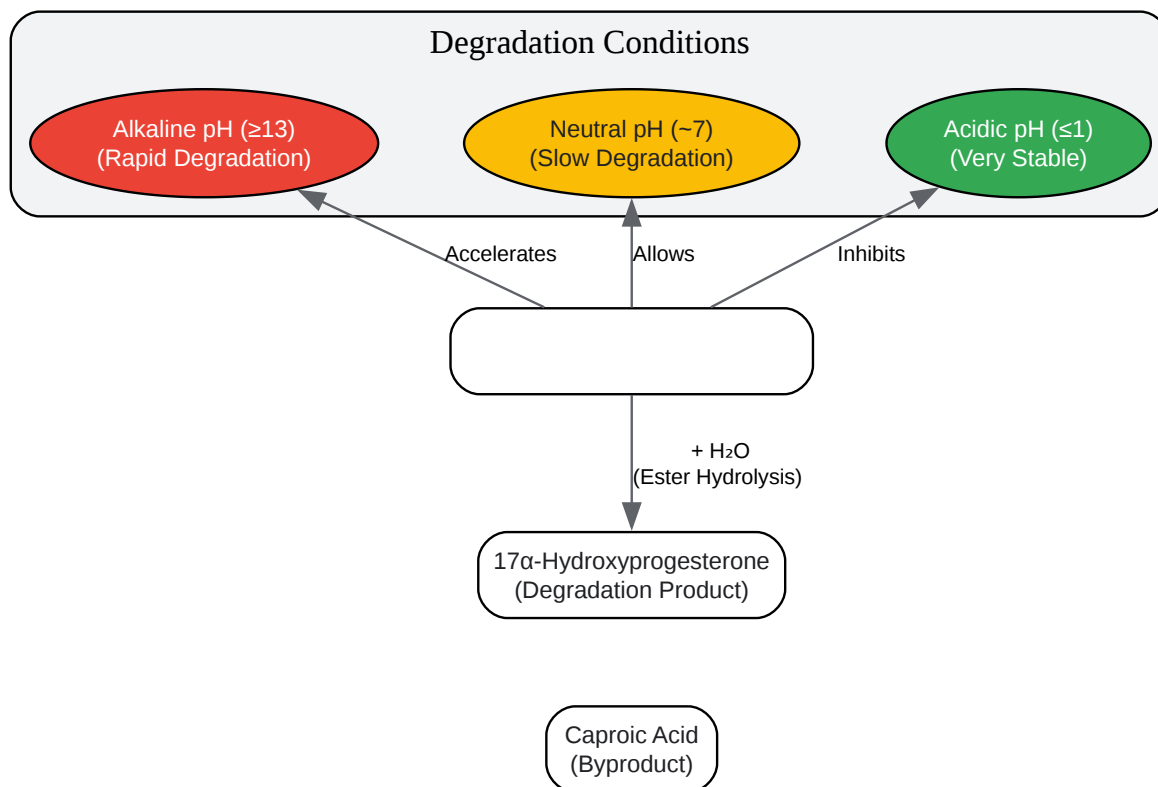 Degradation Conditions
Alkaline pH (≥13)
(Rapid Degradation)
Neutral pH (~7)
(Slow Degradation)
Acidic pH (≤1)
(Very Stable)
Accelerates
Allows
Inhibits
+ H₂O
(Ester Hydrolysis)
17α-Hydroxyprogesterone
(Degradation Product)
Caproic Acid
(Byproduct)